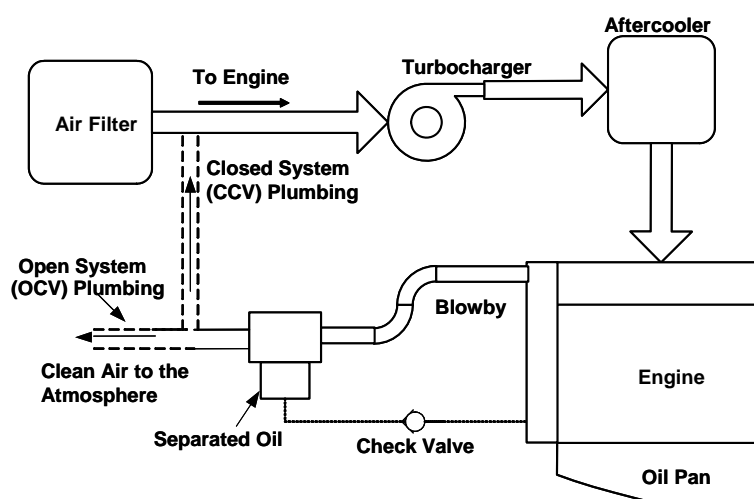 Aftercooler
To Engine
Turbocharger
Air Filter
Closed System
(CCV) Plumbing
Open System
(OCV) Plumbing
Blowby
Clean Air to the
Atmosphere
Engine
Separated Oil
Check Valve
Oil Pan